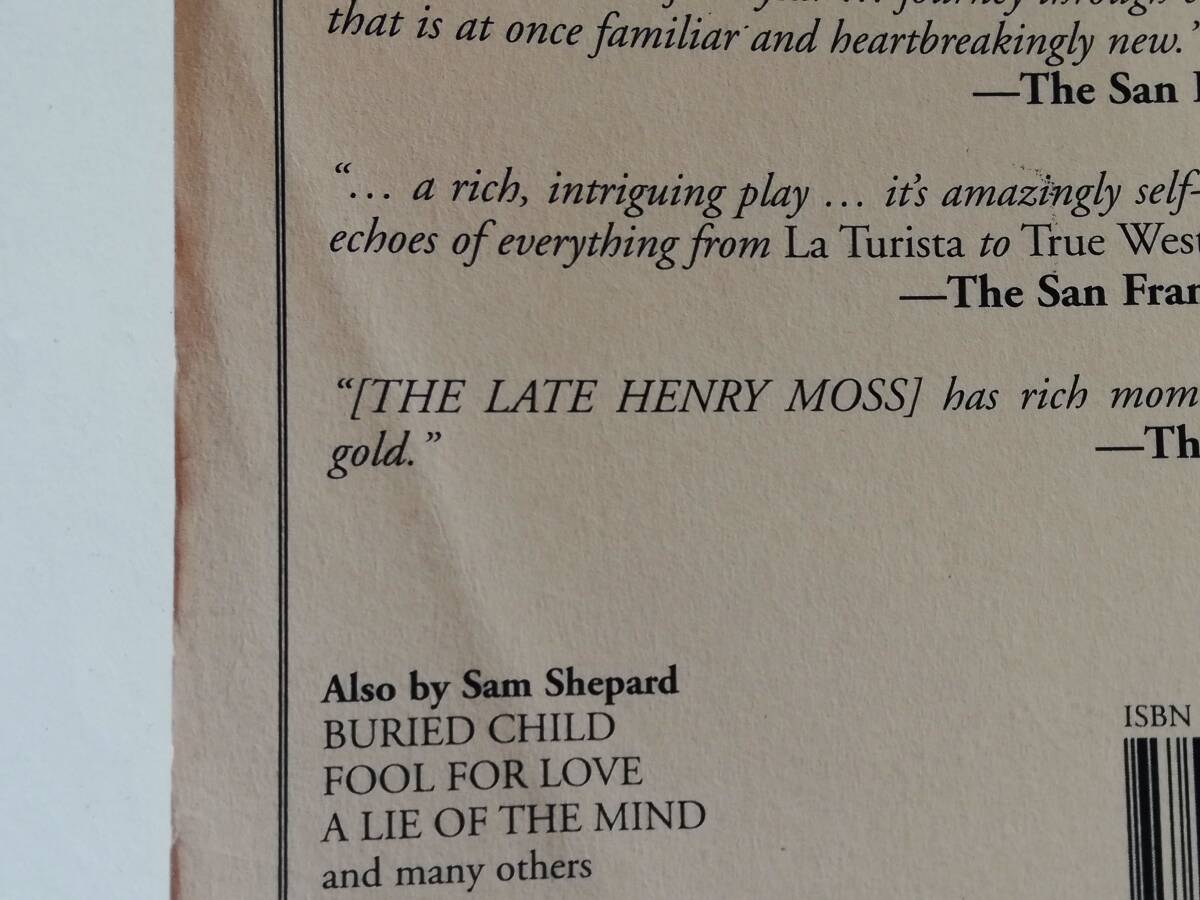 that is at once familiar and heartbreakingly new."
—The San
"… a rich, intriguing play … it's amazingly self-
echoes of everything from La Turista to True West
—The San Fran
"[THE LATE HENRY MOSS] has rich mom
gold."
—Th
Also by Sam Shepard
BURIED CHILD
FOOL FOR LOVE
A LIE OF THE MIND
and many others
ISBN